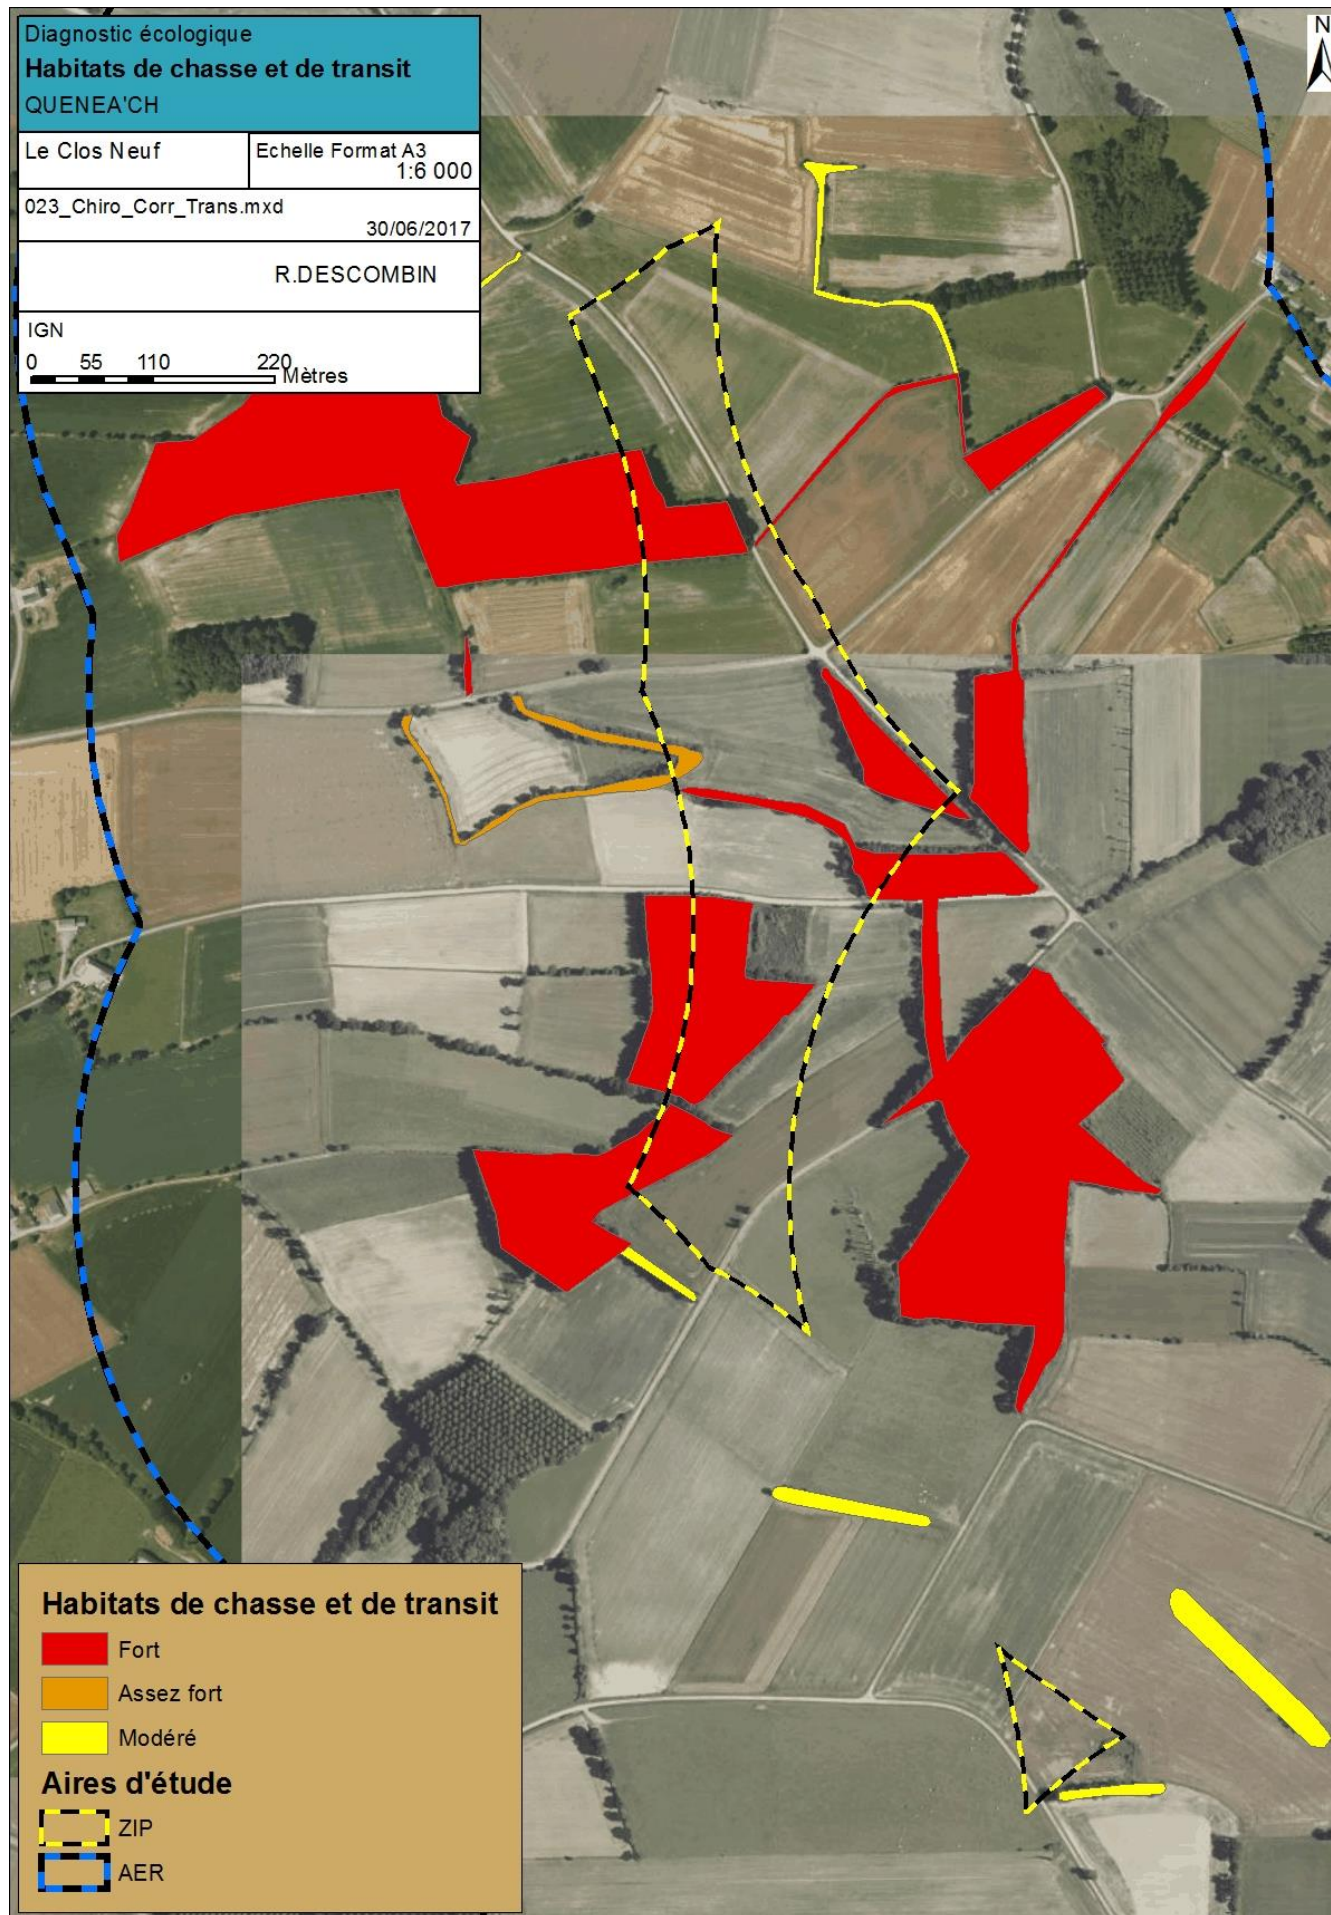 Diagnostic écologique
Habitats de chasse et de transit
QUENEA'CH
Le Clos Neuf
Echelle Format A3
1:6 000
023_Chiro_Corr_Trans.mxd
30/06/2017
R.DESCOMBIN
IGN
0 55 110 220
Mètres
N
Habitats de chasse et de transit
Fort
Assez fort
Modéré
Aires d'étude
ZIP
AER